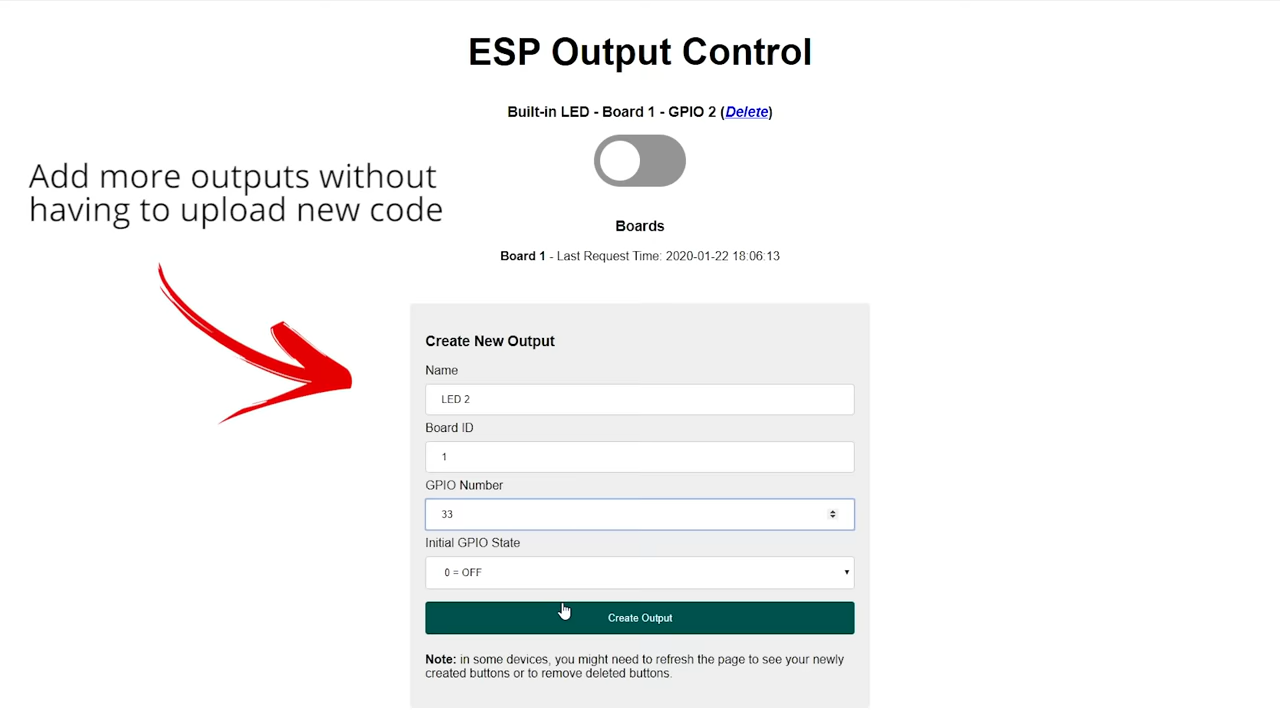 ESP Output Control
Built-in LED - Board 1 - GPIO 2 (Delete)
Add more outputs without
having to upload new code
Boards
Board 1 - Last Request Time: 2020-01-22 18:06:13
Create New Output
Name
LED 2
Board ID
1
GPIO Number
33
Initial GPIO State
0 = OFF
Create Output
Note: in some devices, you might need to refresh the page to see your newly
created buttons or to remove deleted buttons.